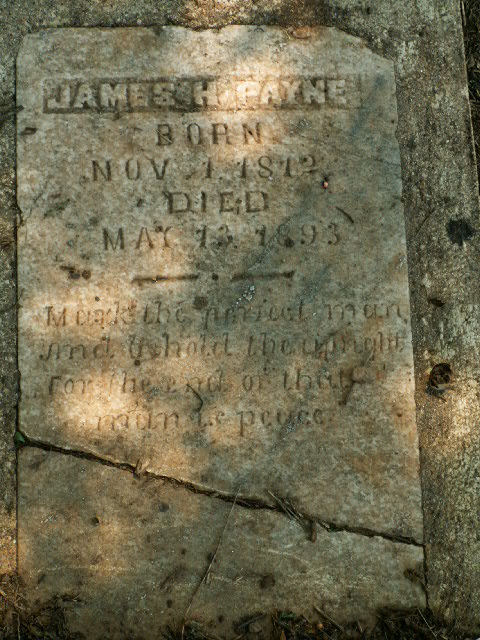 JAMES H. PAYNE
BORN
NOV. 1. 1812.
DIED
MAY 13. 1893
Mark the perfect man
And behold the upright
For the end of that
man is peace